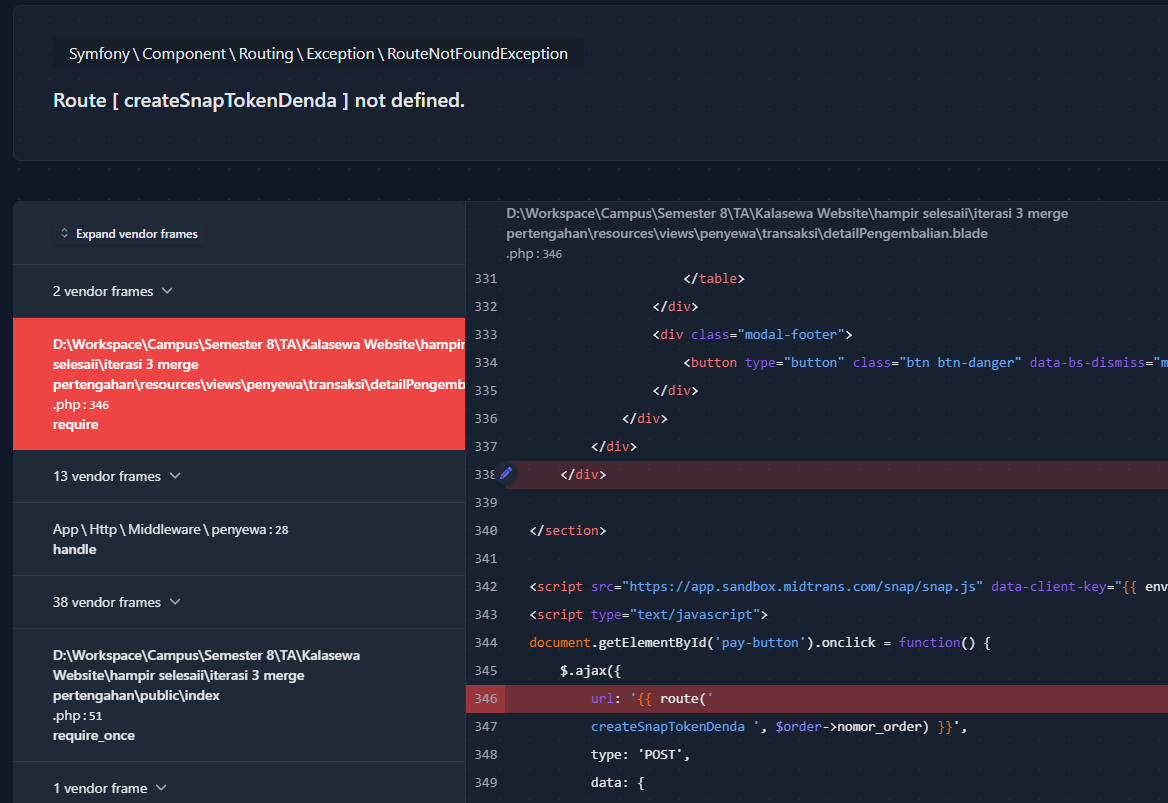 Symfony \ Component \ Routing \ Exception \ RouteNotFoundException
Route [ createSnapTokenDenda ] not defined.
Expand vendor frames
2 vendor frames
D:\Workspace\Campus\Semester 8\TA\Kalasewa Website\hampir
selesaii\iterasi 3 merge
pertengahan\resources\views\penyewa\transaksi\detailPengemb
.php : 346
require
13 vendor frames
App \ Http \ Middleware \ penyewa : 28
handle
38 vendor frames
D:\Workspace\Campus\Semester 8\TA\Kalasewa
Website\hampir selesaii\iterasi 3 merge
pertengahan\public\index
.php : 51
require_once
1 vendor frame
D:\Workspace\Campus\Semester 8\TA\Kalasewa Website\hampir selesaii\iterasi 3 merge
pertengahan\resources\views\penyewa\transaksi\detailPengembalian.blade
.php : 346
331 </table>
332 </div>
333 <div class="modal-footer">
334 <button type="button" class="btn btn-danger" data-bs-dismiss="m
335 </div>
336 </div>
337 </div>
338 </div>
339
340 </section>
341
342 <script src="https://app.sandbox.midtrans.com/snap/snap.js" data-client-key="{{ env
343 <script type="text/javascript">
344 document.getElementById('pay-button').onclick = function() {
345 $.ajax({
346 url: '{{ route('
347 createSnapTokenDenda ', $order->nomor_order) }}',
348 type: 'POST',
349 data: {